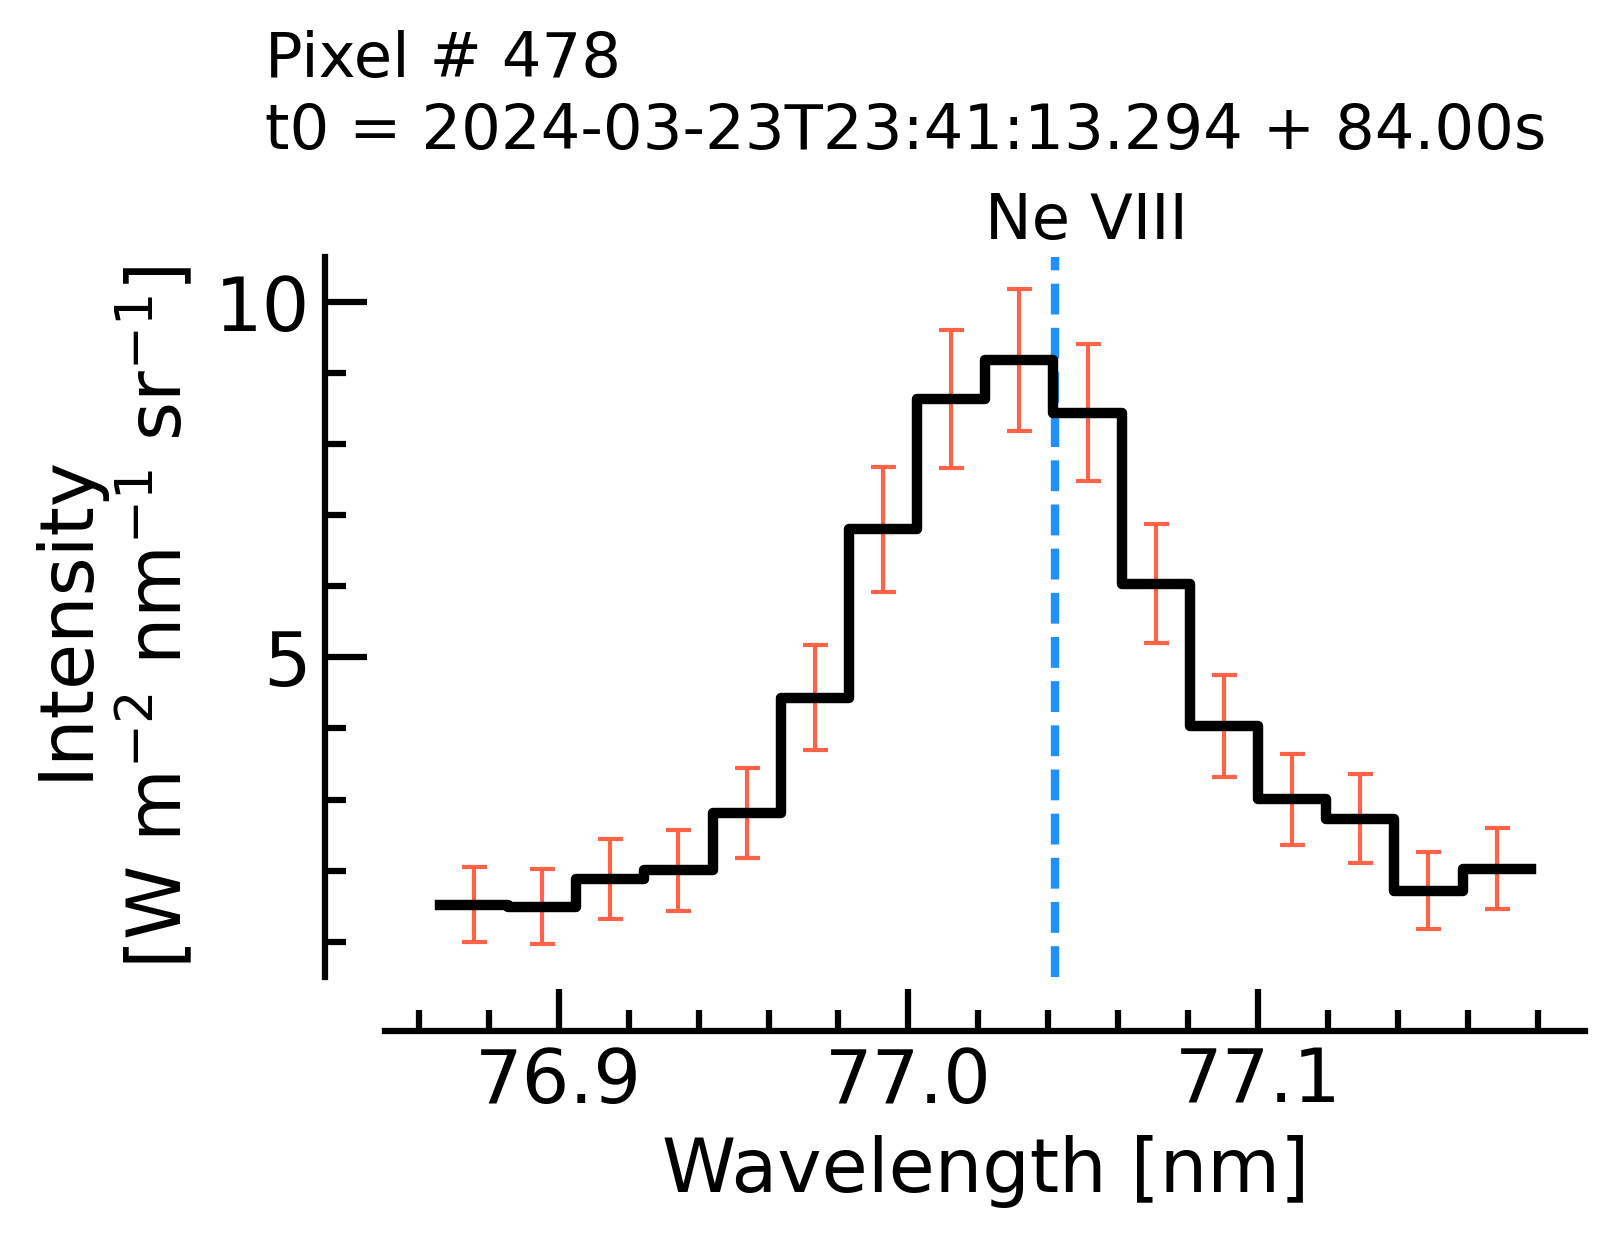 Pixel # 478
t0 = 2024-03-23T23:41:13.294 + 84.00s
Ne VIII
Intensity
[W m⁻² nm⁻¹ sr⁻¹]
10
5
76.9 77.0 77.1
Wavelength [nm]